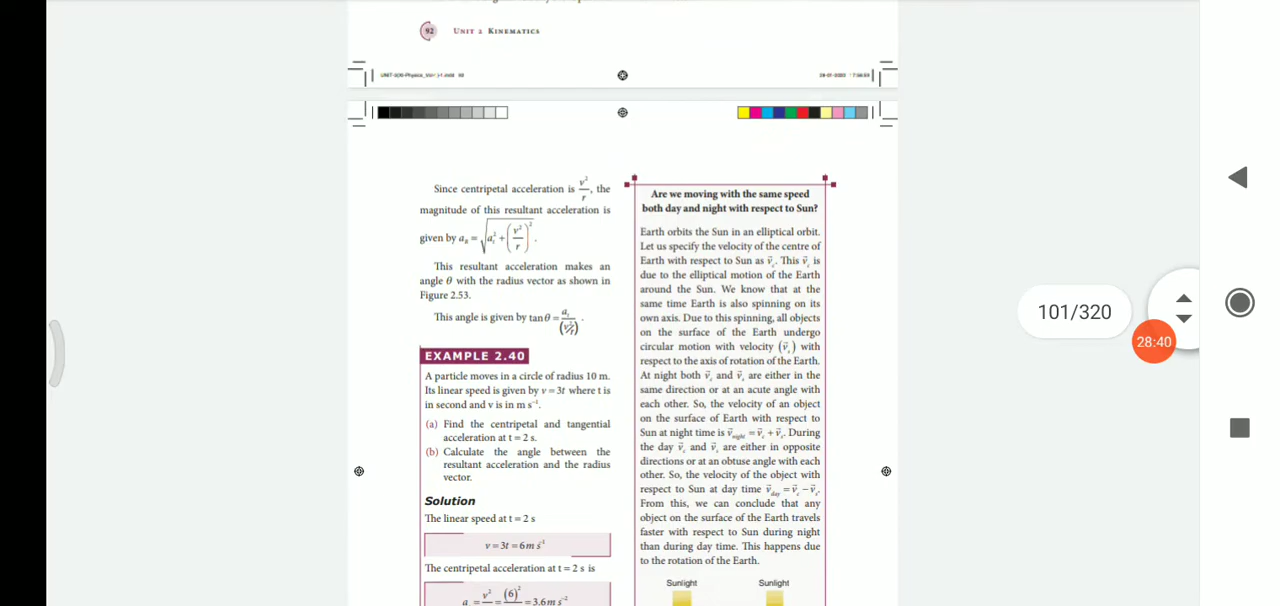 92 UNIT 2 KINEMATICS
Since centripetal acceleration is v²/r, the
magnitude of this resultant acceleration is
given by a_R = √(a_t² + (v²/r)²).
This resultant acceleration makes an
angle θ with the radius vector as shown in
Figure 2.53.
This angle is given by tanθ = a_t/(v²/r).
EXAMPLE 2.40
A particle moves in a circle of radius 10 m.
Its linear speed is given by v = 3t where t is
in second and v is in m s⁻¹.
(a) Find the centripetal and tangential
acceleration at t = 2 s.
(b) Calculate the angle between the
resultant acceleration and the radius
vector.
Solution
The linear speed at t = 2 s
v = 3t = 6 m s⁻¹
The centripetal acceleration at t = 2 s is
= v² = (6)² = 3.6 m s⁻²
Are we moving with the same speed
both day and night with respect to Sun?
Earth orbits the Sun in an elliptical orbit.
Let us specify the velocity of the centre of
Earth with respect to Sun as v⃗_c. This v⃗_c is
due to the elliptical motion of the Earth
around the Sun. We know that at the
same time Earth is also spinning on its
own axis. Due to this spinning, all objects
on the surface of the Earth undergo
circular motion with velocity (v⃗_s) with
respect to the axis of rotation of the Earth.
At night both v⃗_c and v⃗_s are either in the
same direction or at an acute angle with
each other. So, the velocity of an object
on the surface of Earth with respect to
Sun at night time is v⃗_night = v⃗_c + v⃗_s. During
the day v⃗_c and v⃗_s are either in opposite
directions or at an obtuse angle with each
other. So, the velocity of the object with
respect to Sun at day time v⃗_day = v⃗_c − v⃗_s.
From this, we can conclude that any
object on the surface of the Earth travels
faster with respect to Sun during night
than during day time. This happens due
to the rotation of the Earth.
Sunlight Sunlight
101/320
28:40